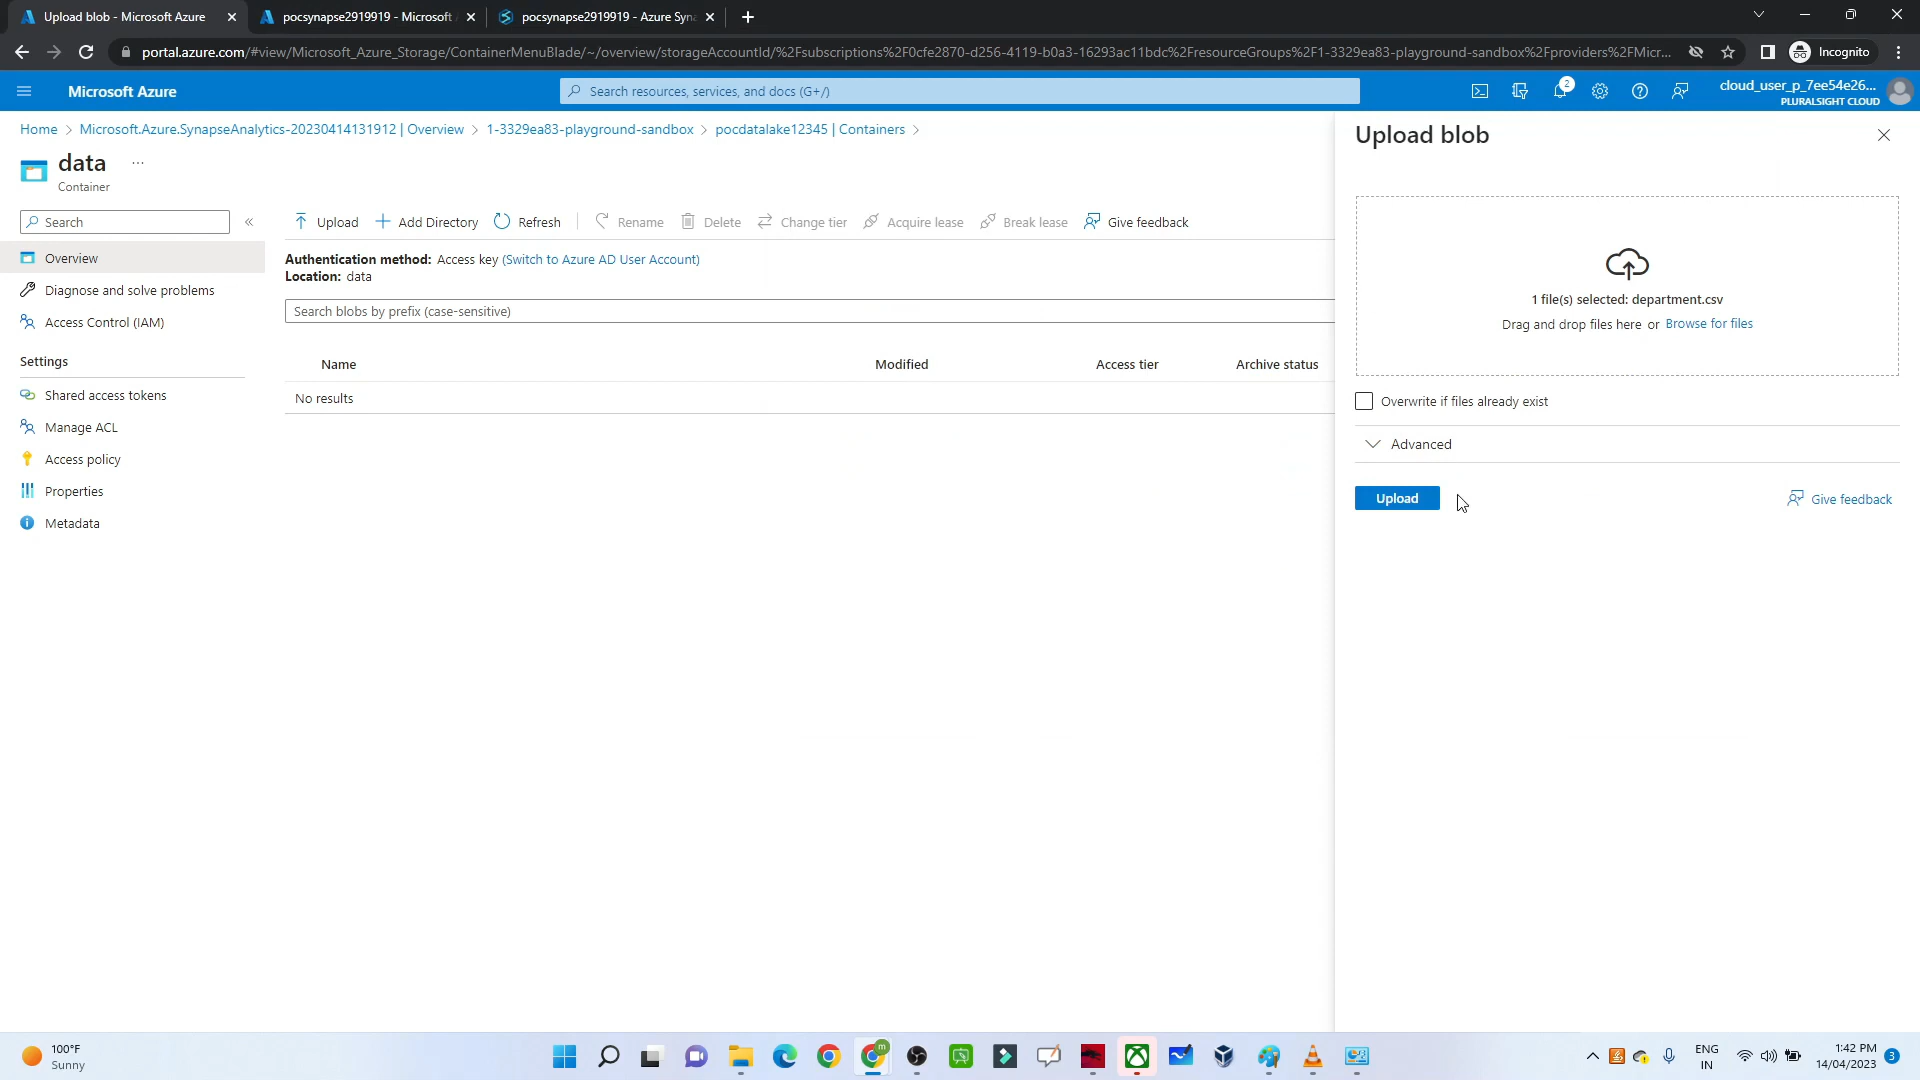 Upload blob - Microsoft Azure
pocsynapse2919919 - Microsoft
pocsynapse2919919 - Azure Syn
portal.azure.com/#view/Microsoft_Azure_Storage/ContainerMenuBlade/~/overview/storageAccountId/%2Fsubscriptions%2F0cfe2870-d256-4119-b0a3-16293ac11bdc%2FresourceGroups%2F1-3329ea83-playground-sandbox%2Fproviders%2FMicr...
Incognito
Microsoft Azure
Search resources, services, and docs (G+/)
2
cloud_user_p_7ee54e26...
PLURALSIGHT CLOUD
Home > Microsoft.Azure.SynapseAnalytics-20230414131912 | Overview > 1-3329ea83-playground-sandbox > pocdatalake12345 | Containers >
data ...
Container
Search
«
Overview
Diagnose and solve problems
Access Control (IAM)
Settings
Shared access tokens
Manage ACL
Access policy
Properties
Metadata
Upload
Add Directory
Refresh
Rename
Delete
Change tier
Acquire lease
Break lease
Give feedback
Authentication method: Access key (Switch to Azure AD User Account)
Location: data
Search blobs by prefix (case-sensitive)
Name
Modified
Access tier
Archive status
No results
Upload blob
1 file(s) selected: department.csv
Drag and drop files here or Browse for files
Overwrite if files already exist
Advanced
Upload
Give feedback
100°F
Sunny
m
ENG
IN
1:42 PM
14/04/2023
3